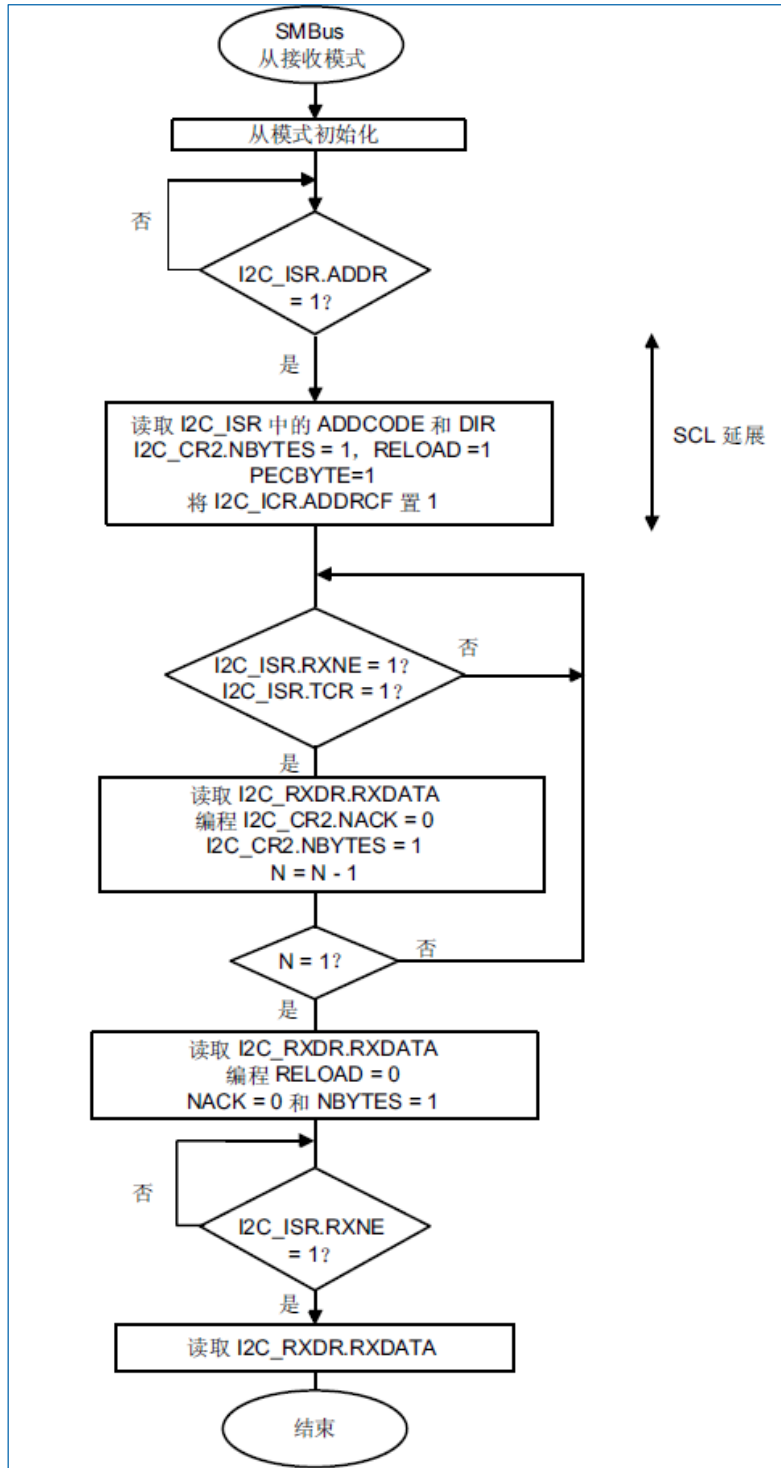 SMBus
从接收模式
从模式初始化
否
I2C_ISR.ADDR
= 1?
是
读取 I2C_ISR 中的 ADDCODE 和 DIR
I2C_CR2.NBYTES = 1, RELOAD =1
PECBYTE=1
将 I2C_ICR.ADDRCF 置 1
SCL 延展
I2C_ISR.RXNE = 1?
I2C_ISR.TCR = 1?
否
是
读取 I2C_RXDR.RXDATA
编程 I2C_CR2.NACK = 0
I2C_CR2.NBYTES = 1
N = N - 1
N = 1?
否
是
读取 I2C_RXDR.RXDATA
编程 RELOAD = 0
NACK = 0 和 NBYTES = 1
否
I2C_ISR.RXNE
= 1?
是
读取 I2C_RXDR.RXDATA
结束